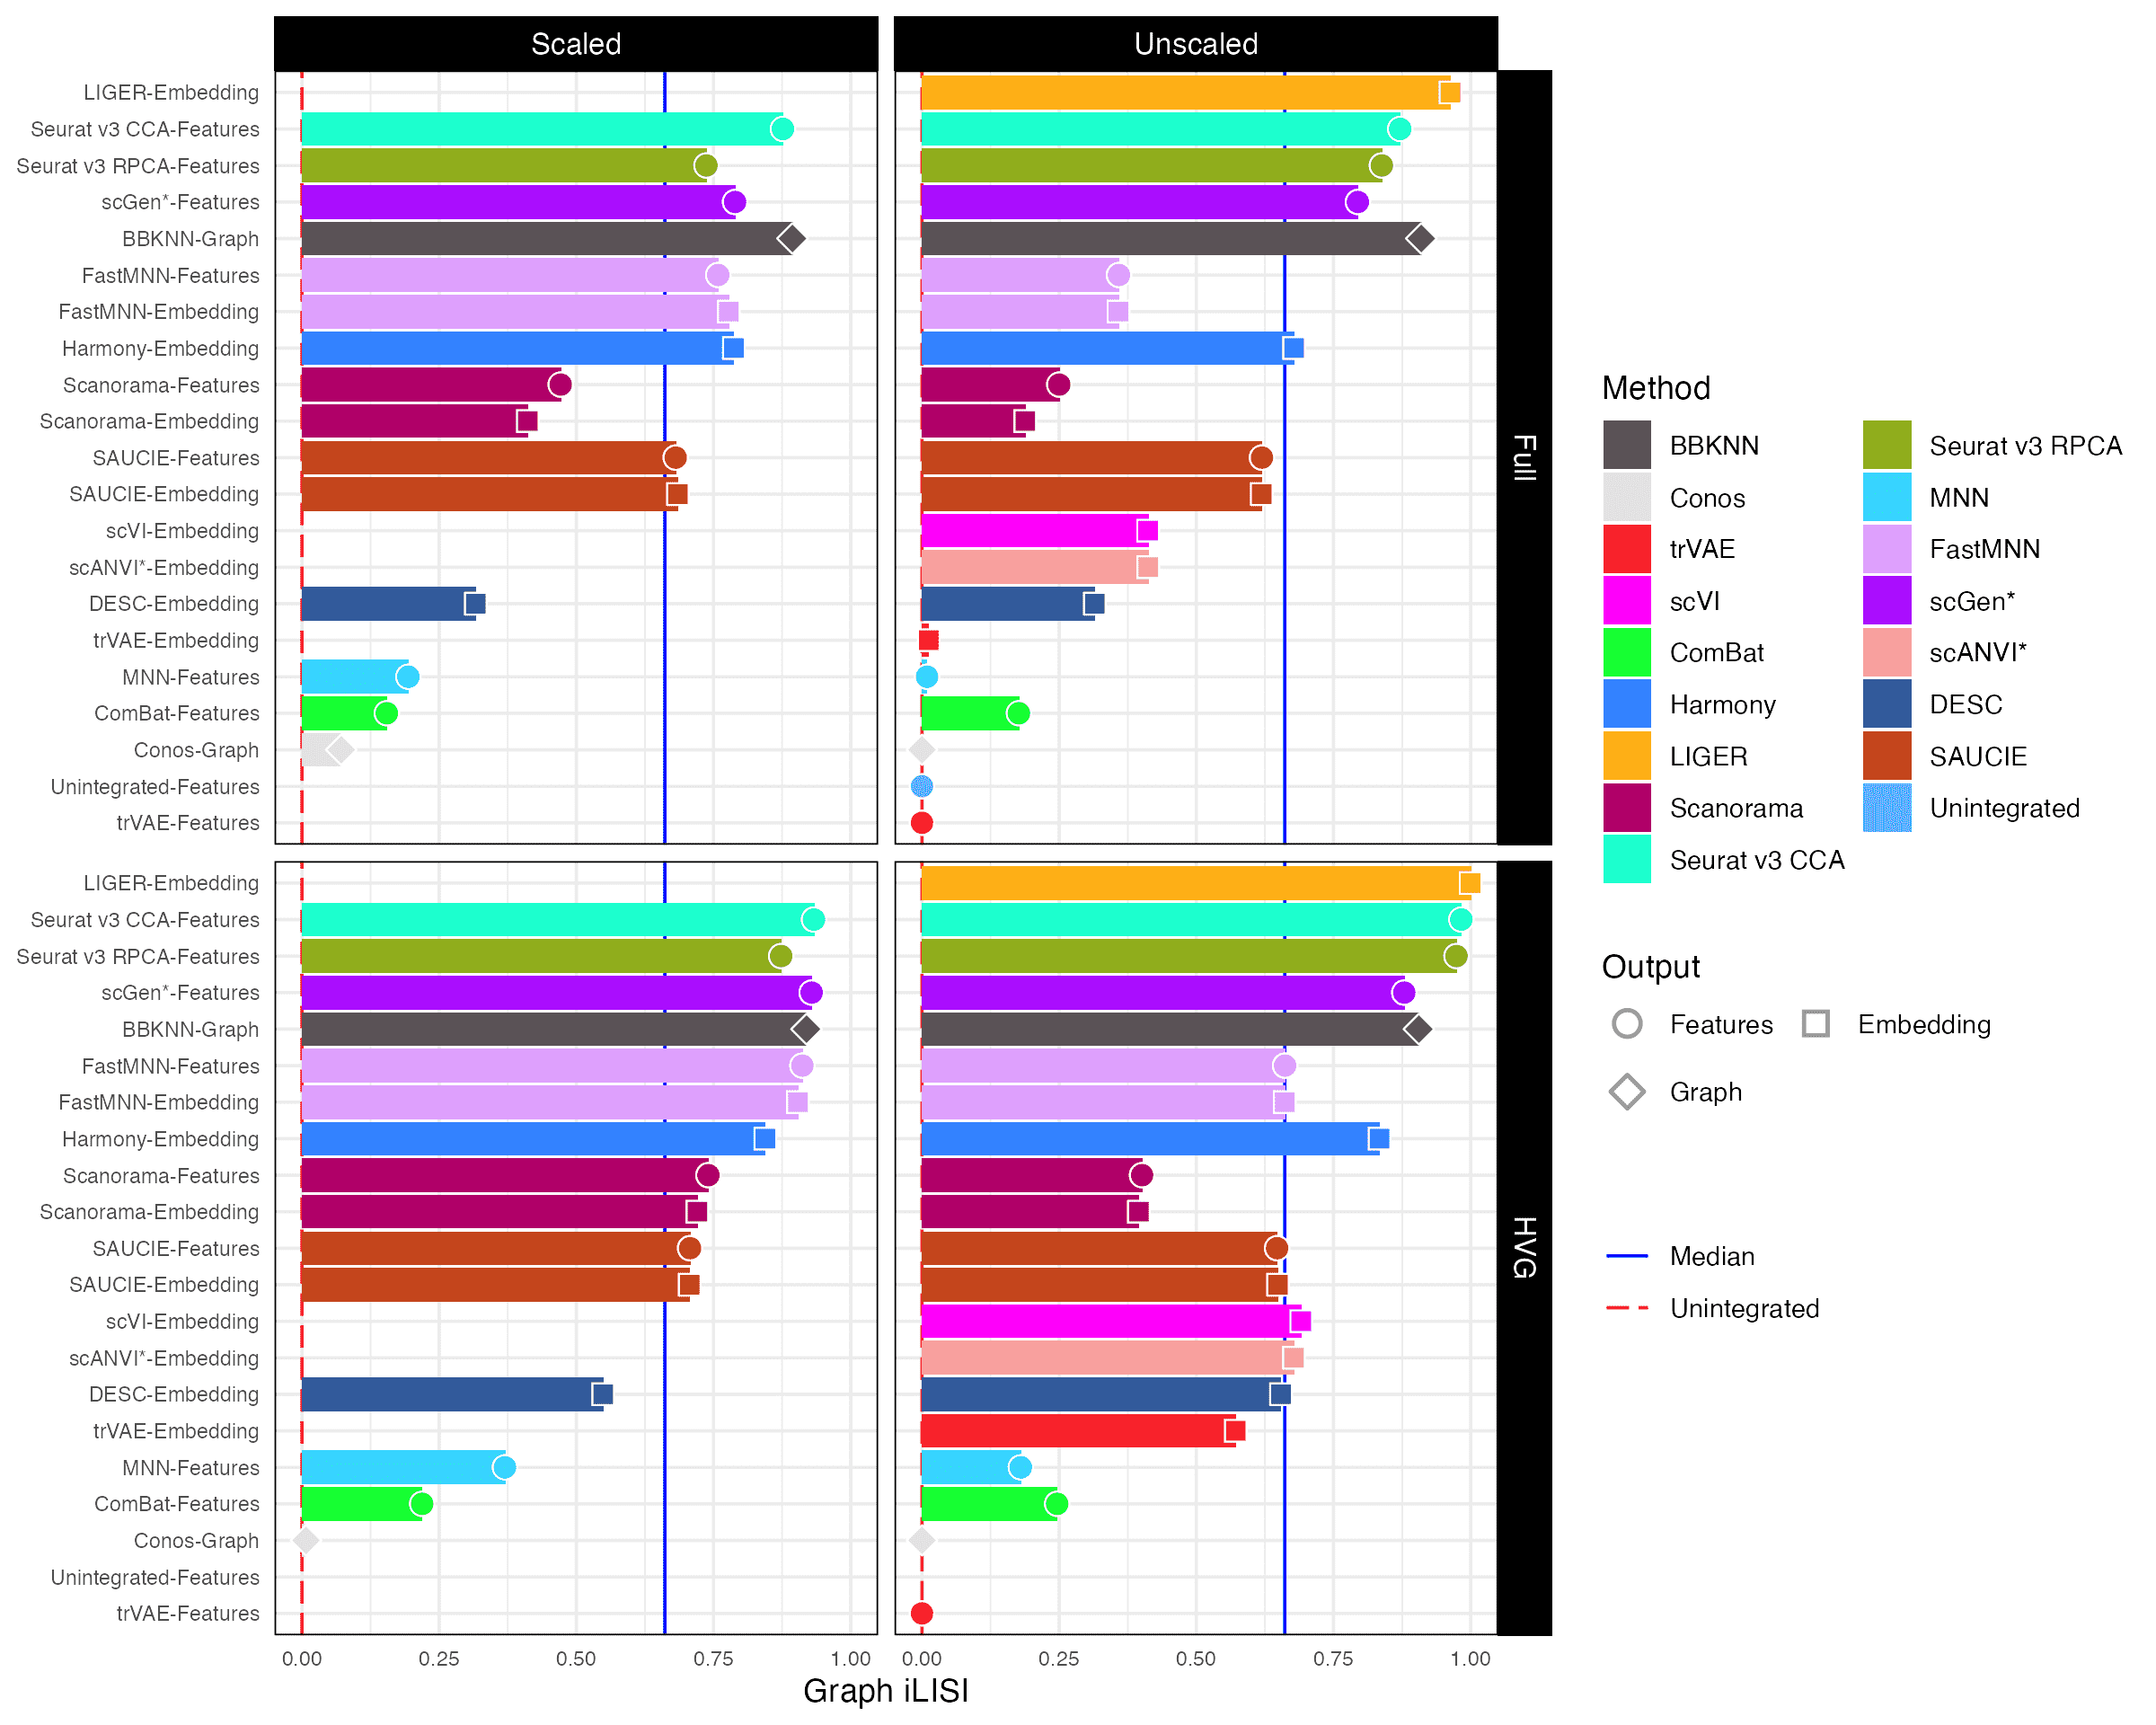 Scaled
Unscaled
LIGER-Embedding
Seurat v3 CCA-Features
Seurat v3 RPCA-Features
scGen*-Features
BBKNN-Graph
FastMNN-Features
FastMNN-Embedding
Harmony-Embedding
Scanorama-Features
Scanorama-Embedding
SAUCIE-Features
SAUCIE-Embedding
scVI-Embedding
scANVI*-Embedding
DESC-Embedding
trVAE-Embedding
MNN-Features
ComBat-Features
Conos-Graph
Unintegrated-Features
trVAE-Features
Full
LIGER-Embedding
Seurat v3 CCA-Features
Seurat v3 RPCA-Features
scGen*-Features
BBKNN-Graph
FastMNN-Features
FastMNN-Embedding
Harmony-Embedding
Scanorama-Features
Scanorama-Embedding
SAUCIE-Features
SAUCIE-Embedding
scVI-Embedding
scANVI*-Embedding
DESC-Embedding
trVAE-Embedding
MNN-Features
ComBat-Features
Conos-Graph
Unintegrated-Features
trVAE-Features
HVG
0.00 0.25 0.50 0.75 1.00
0.00 0.25 0.50 0.75 1.00
Graph iLISI
Method
BBKNN
Conos
trVAE
scVI
ComBat
Harmony
LIGER
Scanorama
Seurat v3 CCA
Seurat v3 RPCA
MNN
FastMNN
scGen*
scANVI*
DESC
SAUCIE
Unintegrated
Output
Features
Embedding
Graph
Median
Unintegrated